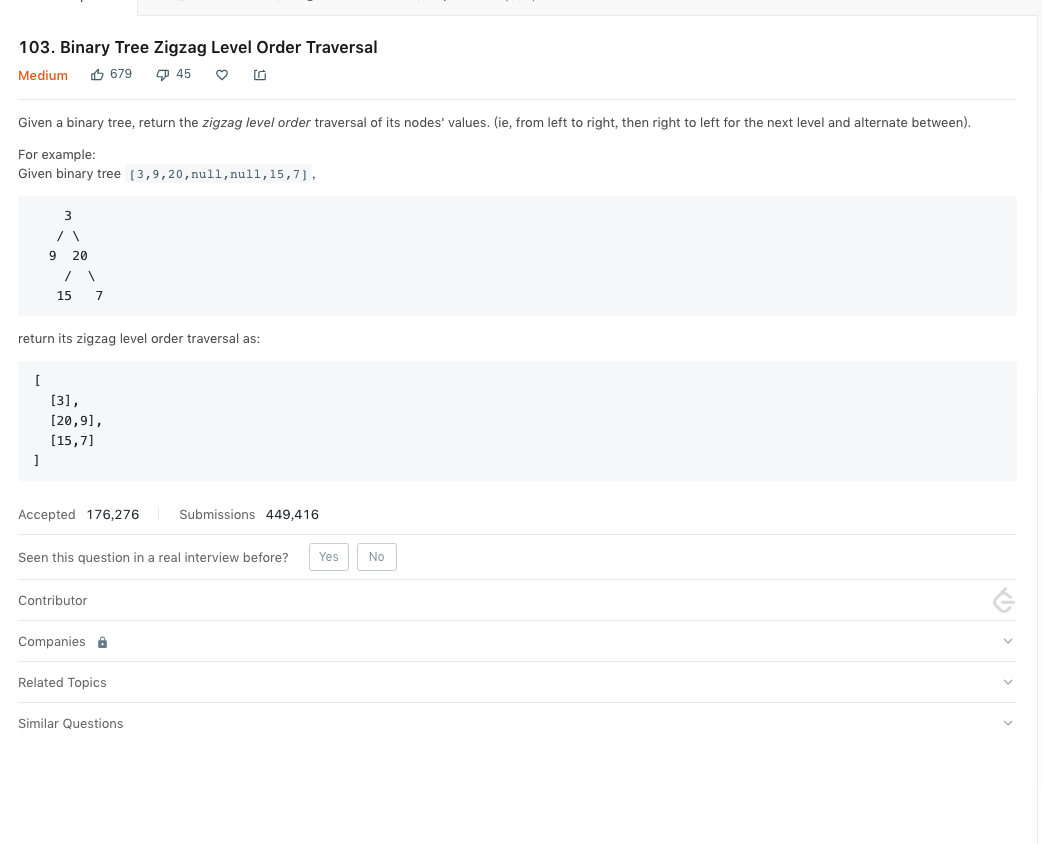 103. Binary Tree Zigzag Level Order Traversal
Medium 679 45
Given a binary tree, return the zigzag level order traversal of its nodes' values. (ie, from left to right, then right to left for the next level and alternate between).
For example:
Given binary tree [3,9,20,null,null,15,7],
3
/ \
9 20
/ \
15 7
return its zigzag level order traversal as:
[
[3],
[20,9],
[15,7]
]
Accepted 176,276 Submissions 449,416
Seen this question in a real interview before? Yes No
Contributor
Companies
Related Topics
Similar Questions